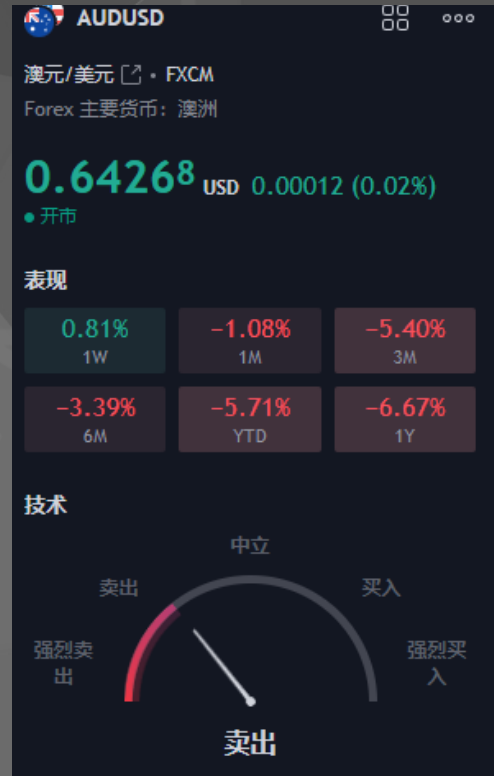 AUDUSD
澳元/美元 • FXCM
Forex 主要货币：澳洲
0.64268 USD 0.00012 (0.02%)
开市
表现
0.81% −1.08% −5.40%
1W 1M 3M
−3.39% −5.71% −6.67%
6M YTD 1Y
技术
中立
卖出 买入
强烈卖 强烈买
出 入
卖出